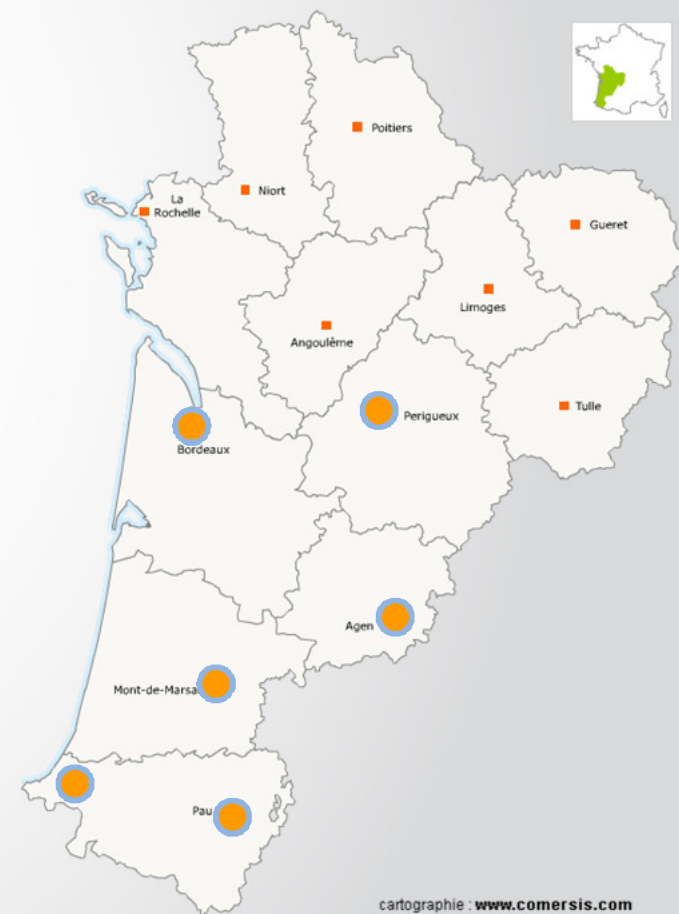 Poitiers
Niort
La
Rochelle
Gueret
Limoges
Angoulême
Tulle
Perigueux
Bordeaux
Agen
Mont-de-Marsa
Pau
cartographie : www.comersis.com